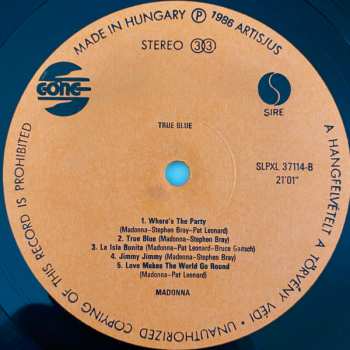 MADE IN HUNGARY Ⓟ 1986 ARTISJUS
STEREO 33
GONG
SIRE
TRUE BLUE
SLPXL 37114-B
21'01"
1. Where's The Party
(Madonna-Stephen Bray-Pat Leonard)
2. True Blue (Madonna-Stephen Bray)
3. La Isla Bonita (Madonna-Pat Leonard-Bruce Gaitsch)
4. Jimmy Jimmy (Madonna-Stephen Bray)
5. Love Makes The World Go Round
(Madonna-Pat Leonard)
MADONNA
A HANGFELVÉTELT A TÖRVÉNY VÉDI • UNAUTHORIZED COPYING OF THIS RECORD IS PROHIBITED